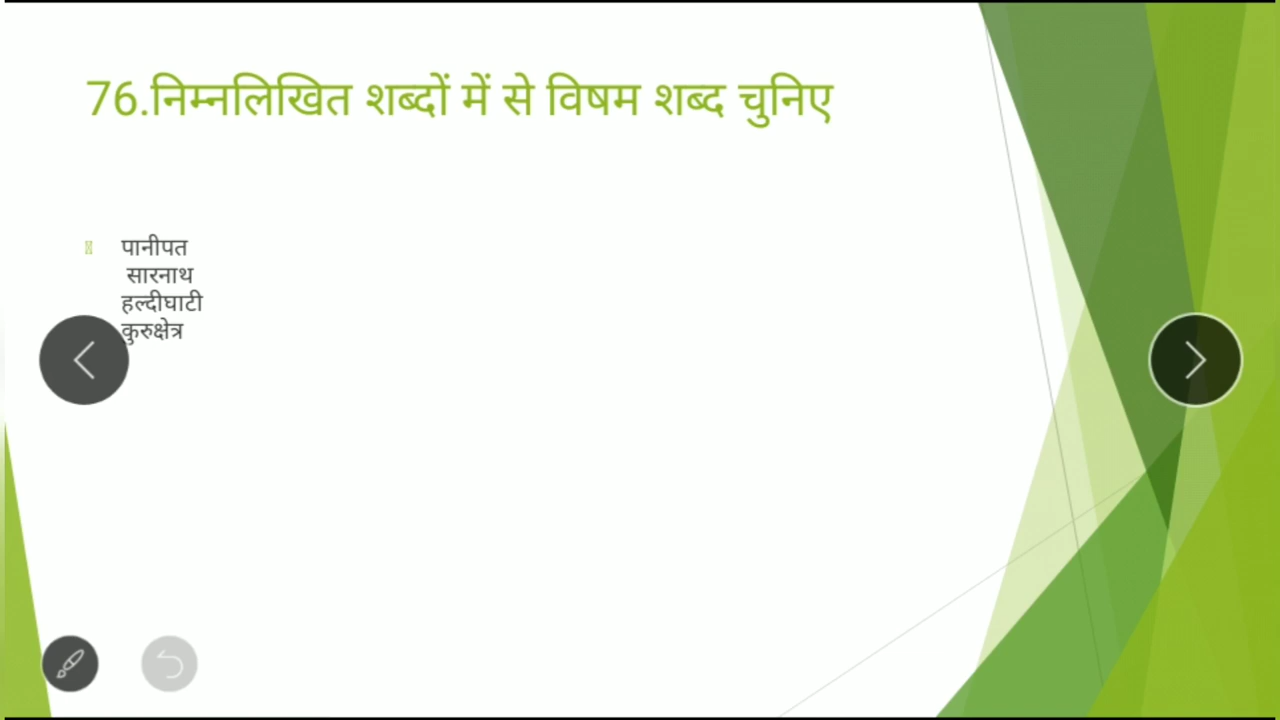 76.निम्नलिखित शब्दों में से विषम शब्द चुनिए
पानीपत
सारनाथ
हल्दीघाटी
कुरुक्षेत्र